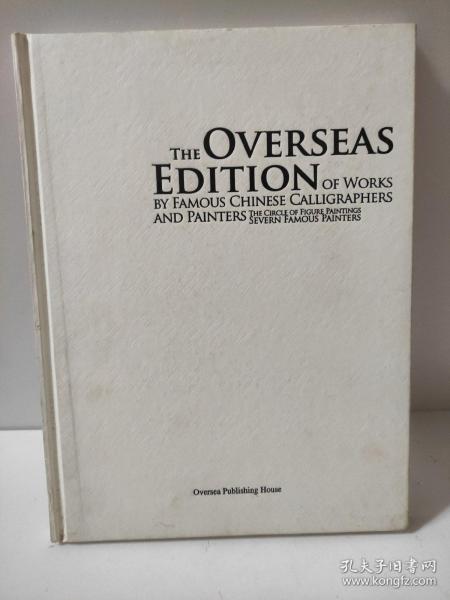 THE OVERSEAS
EDITION OF WORKS
BY FAMOUS CHINESE CALLIGRAPHERS
AND PAINTERS THE CIRCLE OF FIGURE PAINTINGS
SEVERN FAMOUS PAINTERS
Oversea Publishing House
孔夫子旧书网
www.kongfz.com